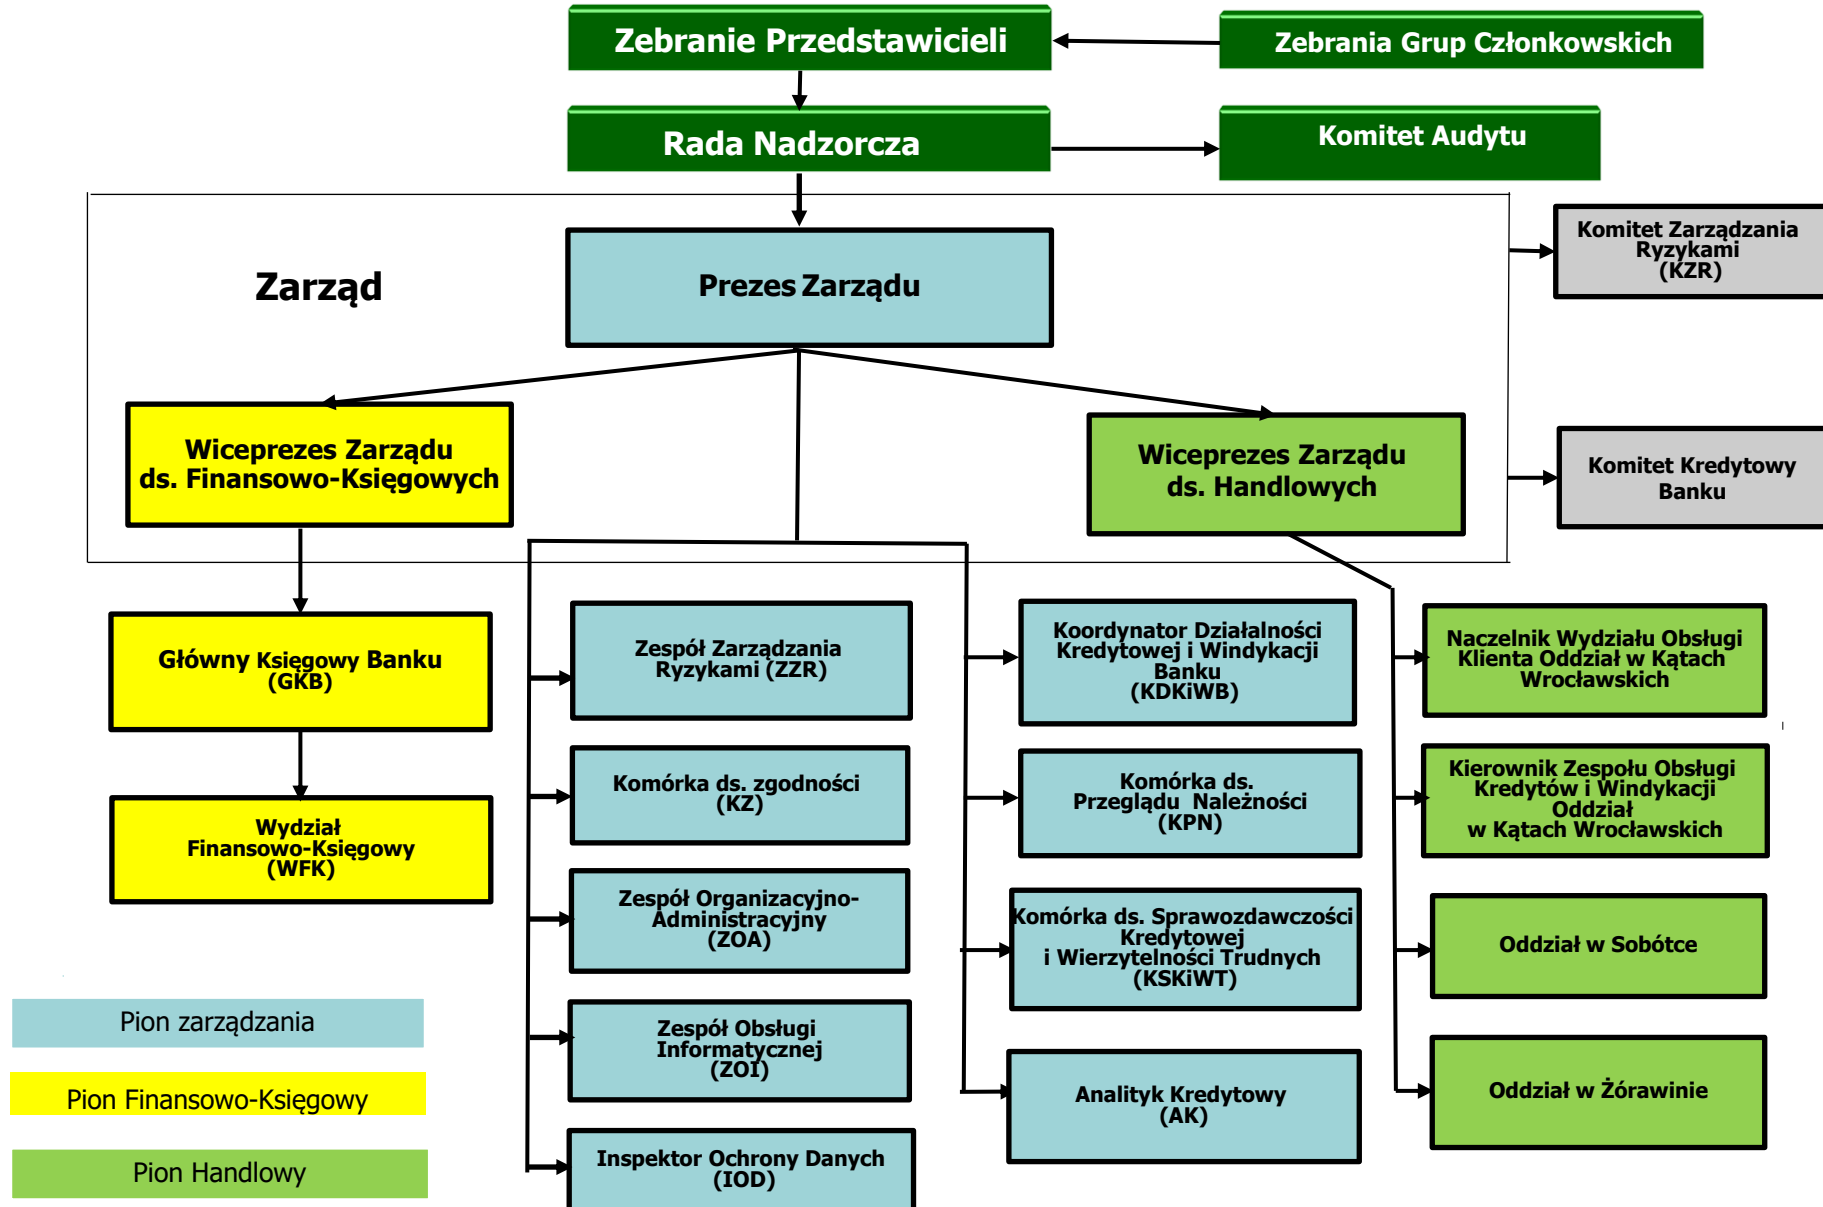 Zebranie Przedstawicieli
Zebrania Grup Członkowskich
Rada Nadzorcza
Komitet Audytu
Zarząd
Prezes Zarządu
Komitet Zarządzania
Ryzykami
(KZR)
Wiceprezes Zarządu
ds. Finansowo-Księgowych
Wiceprezes Zarządu
ds. Handlowych
Komitet Kredytowy
Banku
Główny Księgowy Banku
(GKB)
Wydział
Finansowo-Księgowy
(WFK)
Zespół Zarządzania
Ryzykami (ZZR)
Komórka ds. zgodności
(KZ)
Zespół Organizacyjno-
Administracyjny
(ZOA)
Zespół Obsługi
Informatycznej
(ZOI)
Inspektor Ochrony Danych
(IOD)
Koordynator Działalności
Kredytowej i Windykacji
Banku
(KDKiWB)
Komórka ds.
Przeglądu Należności
(KPN)
Komórka ds. Sprawozdawczości
Kredytowej
i Wierzytelności Trudnych
(KSKiWT)
Analityk Kredytowy
(AK)
Naczelnik Wydziału Obsługi
Klienta Oddział w Kątach
Wrocławskich
Kierownik Zespołu Obsługi
Kredytów i Windykacji
Oddział
w Kątach Wrocławskich
Oddział w Sobótce
Oddział w Żórawinie
Pion zarządzania
Pion Finansowo-Księgowy
Pion Handlowy